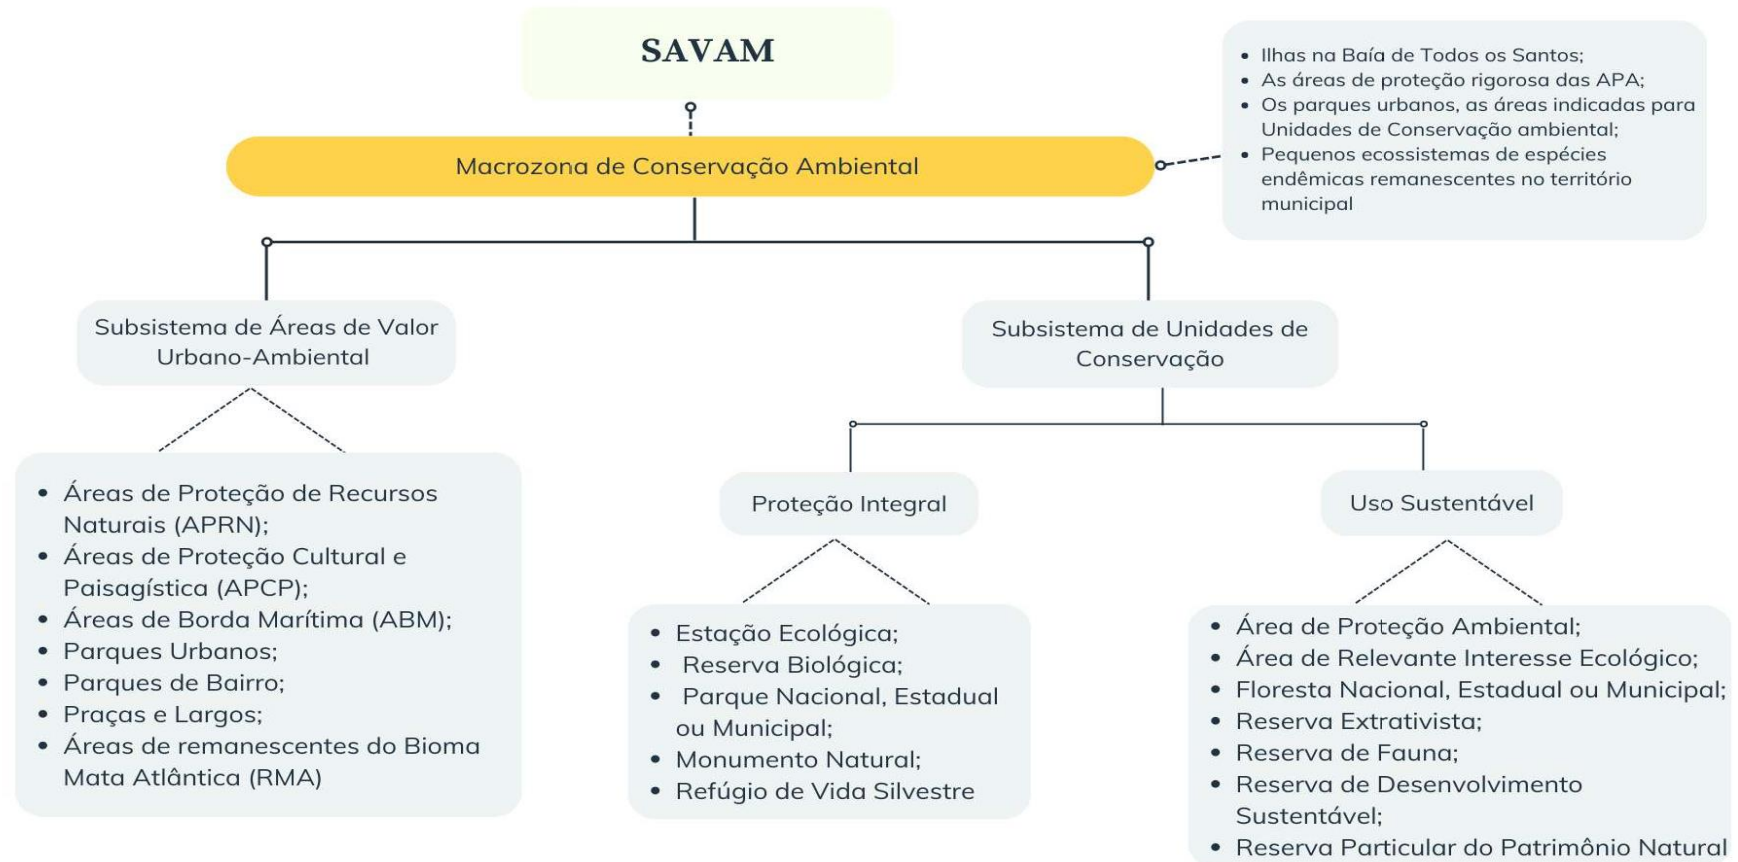 SAVAM
Macrozona de Conservação Ambiental
• Ilhas na Baía de Todos os Santos;
• As áreas de proteção rigorosa das APA;
• Os parques urbanos, as áreas indicadas para
Unidades de Conservação ambiental;
• Pequenos ecossistemas de espécies
endêmicas remanescentes no território
municipal
Subsistema de Áreas de Valor
Urbano-Ambiental
• Áreas de Proteção de Recursos
Naturais (APRN);
• Áreas de Proteção Cultural e
Paisagística (APCP);
• Áreas de Borda Marítima (ABM);
• Parques Urbanos;
• Parques de Bairro;
• Praças e Largos;
• Áreas de remanescentes do Bioma
Mata Atlântica (RMA)
Subsistema de Unidades de
Conservação
Proteção Integral
• Estação Ecológica;
• Reserva Biológica;
• Parque Nacional, Estadual
ou Municipal;
• Monumento Natural;
• Refúgio de Vida Silvestre
Uso Sustentável
• Área de Proteção Ambiental;
• Área de Relevante Interesse Ecológico;
• Floresta Nacional, Estadual ou Municipal;
• Reserva Extrativista;
• Reserva de Fauna;
• Reserva de Desenvolvimento
Sustentável;
• Reserva Particular do Patrimônio Natural